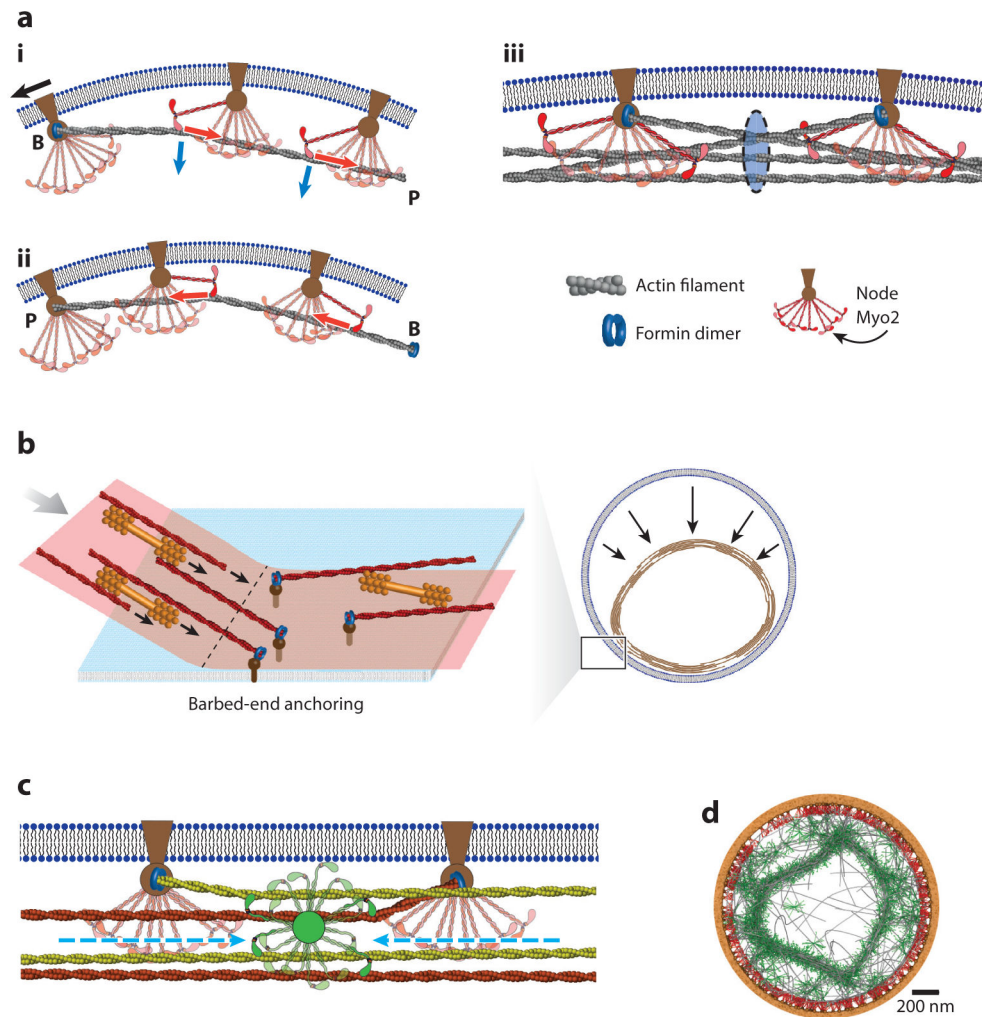 a
i
B
P
ii
P
B
iii
Actin filament
Formin dimer
Node
Myo2
b
Barbed-end anchoring
c
d
200 nm